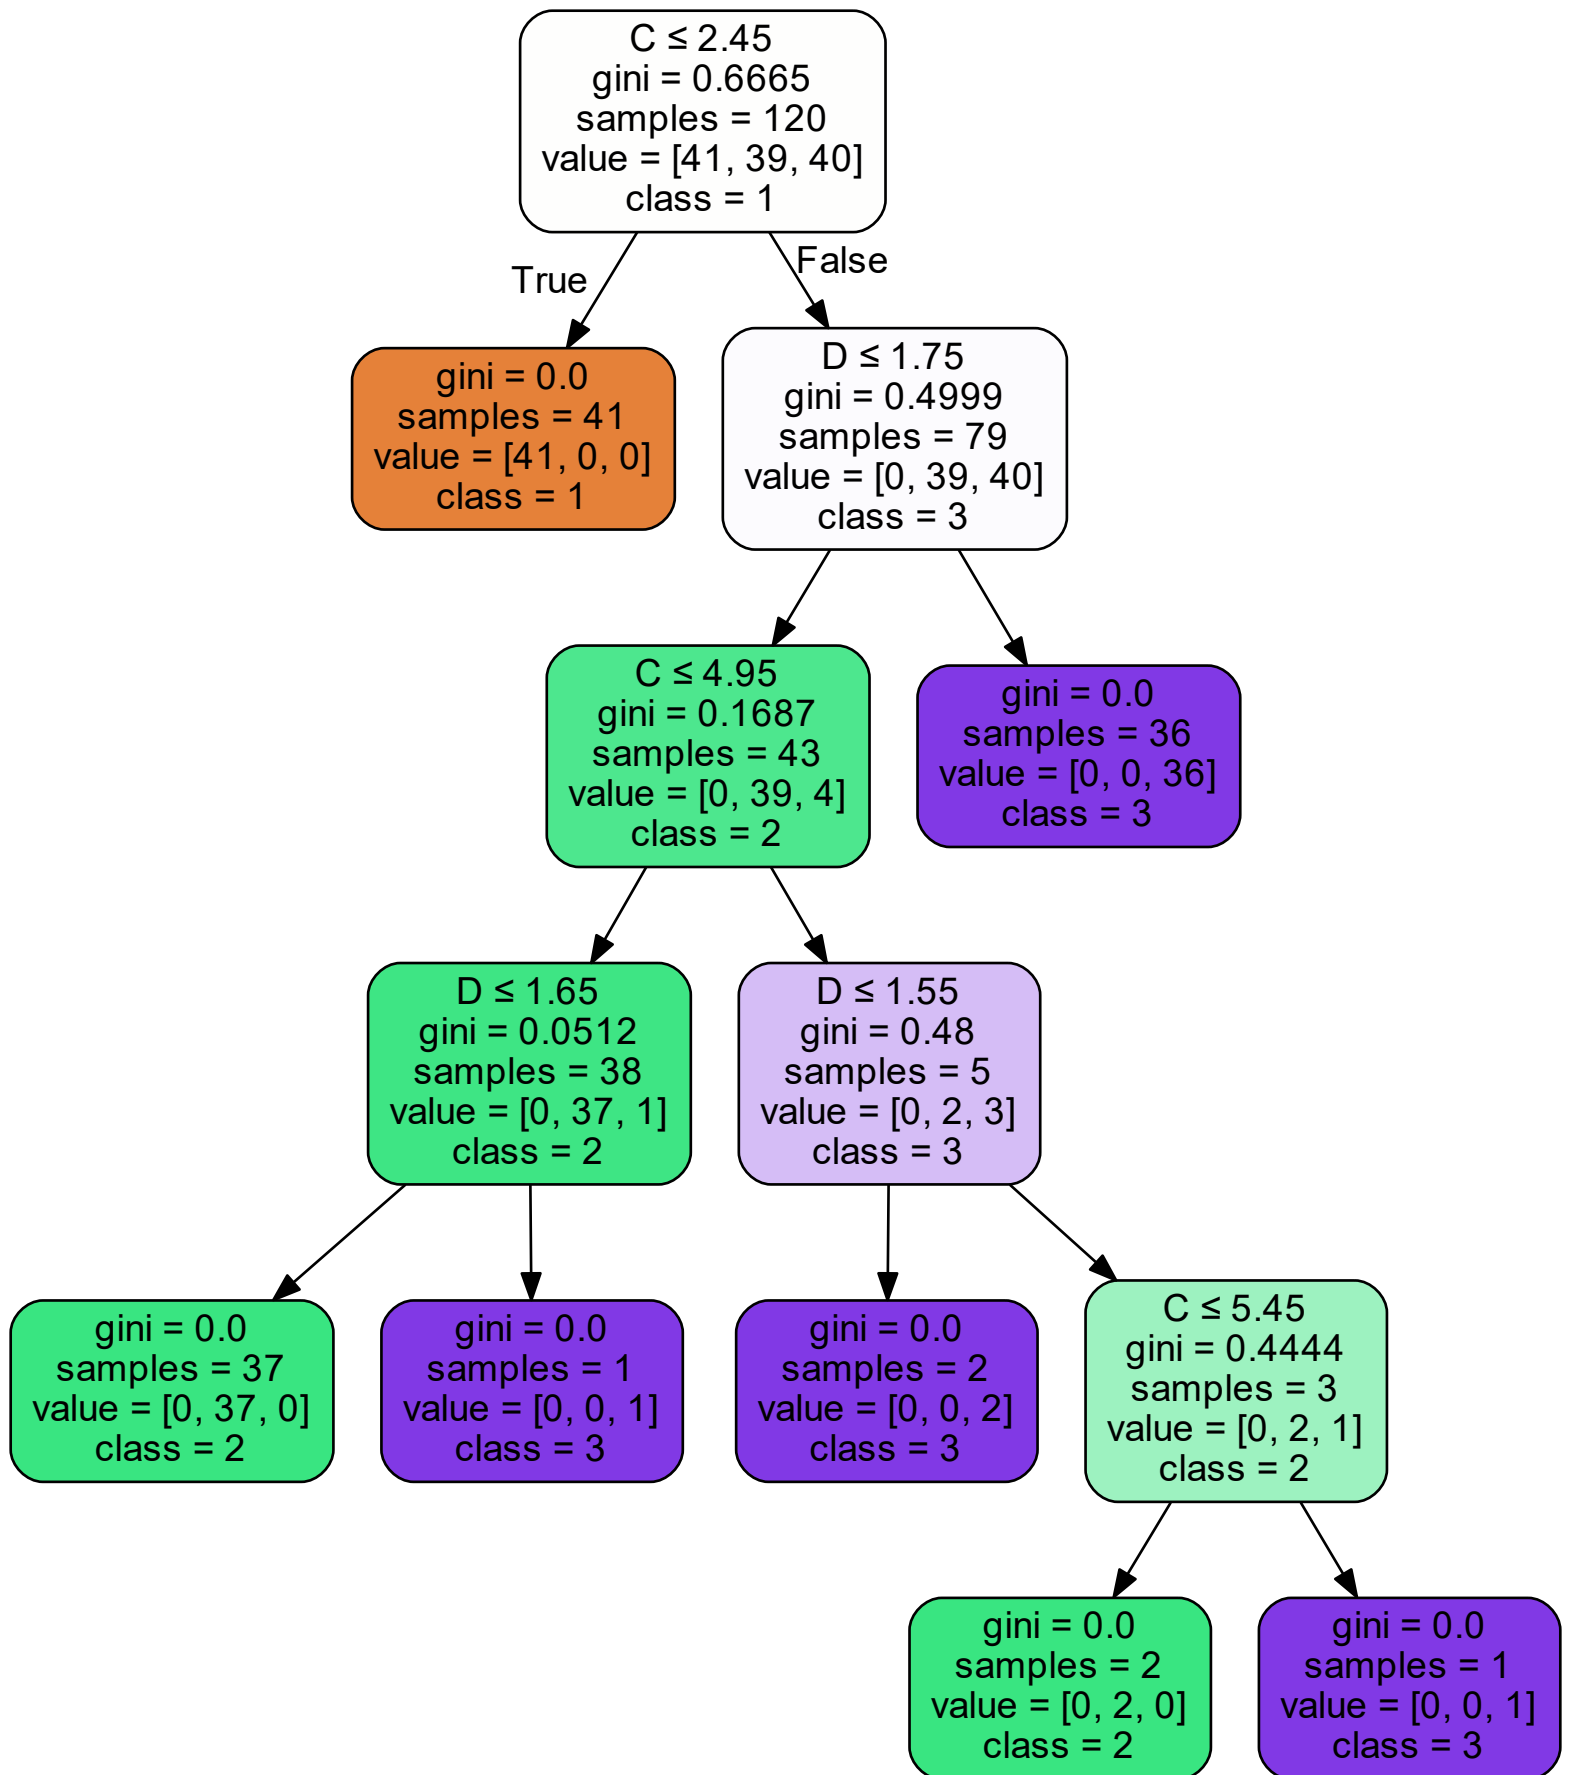 C ≤ 2.45
gini = 0.6665
samples = 120
value = [41, 39, 40]
class = 1
True
False
gini = 0.0
samples = 41
value = [41, 0, 0]
class = 1
D ≤ 1.75
gini = 0.4999
samples = 79
value = [0, 39, 40]
class = 3
C ≤ 4.95
gini = 0.1687
samples = 43
value = [0, 39, 4]
class = 2
gini = 0.0
samples = 36
value = [0, 0, 36]
class = 3
D ≤ 1.65
gini = 0.0512
samples = 38
value = [0, 37, 1]
class = 2
D ≤ 1.55
gini = 0.48
samples = 5
value = [0, 2, 3]
class = 3
gini = 0.0
samples = 37
value = [0, 37, 0]
class = 2
gini = 0.0
samples = 1
value = [0, 0, 1]
class = 3
gini = 0.0
samples = 2
value = [0, 0, 2]
class = 3
C ≤ 5.45
gini = 0.4444
samples = 3
value = [0, 2, 1]
class = 2
gini = 0.0
samples = 2
value = [0, 2, 0]
class = 2
gini = 0.0
samples = 1
value = [0, 0, 1]
class = 3